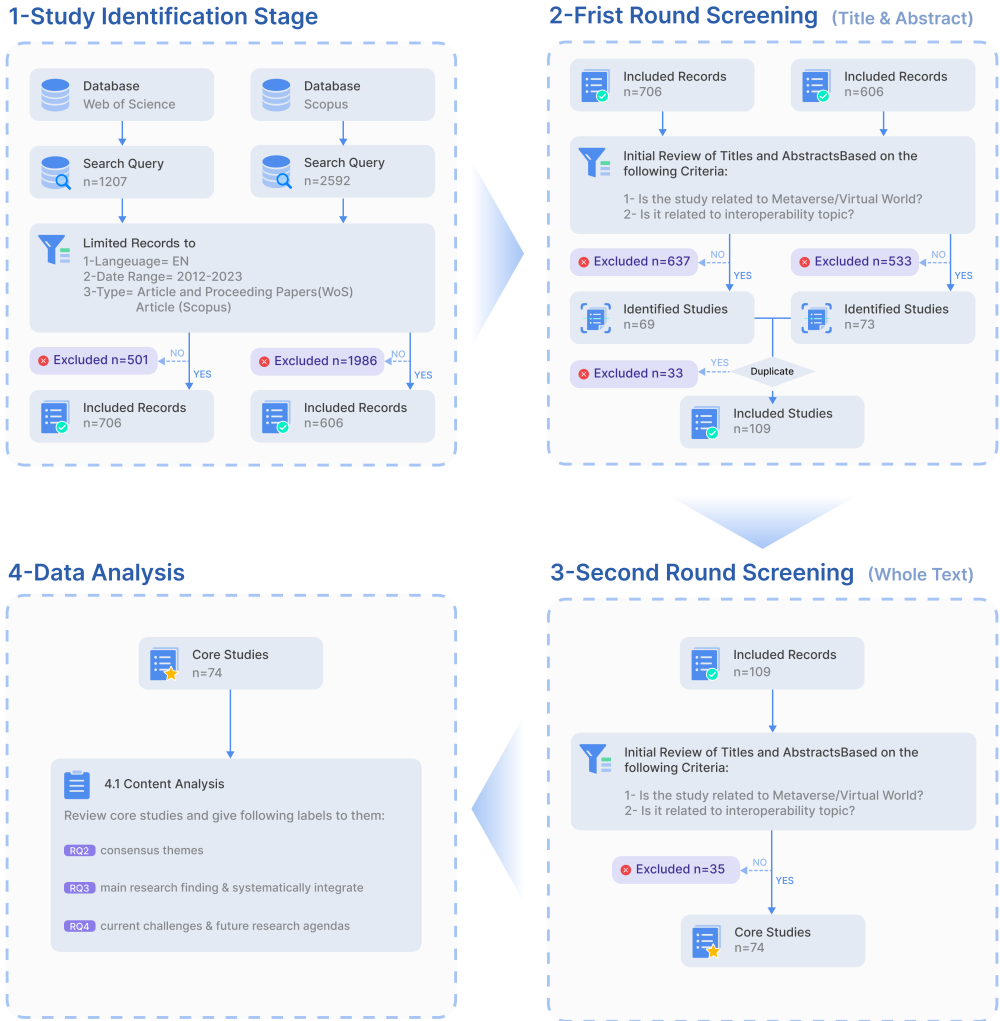 1-Study Identification Stage
Database
Web of Science
Database
Scopus
Search Query
n=1207
Search Query
n=2592
Limited Records to
1-Langeuage= EN
2-Date Range= 2012-2023
3-Type= Article and Proceeding Papers(WoS)
Article (Scopus)
Excluded n=501
NO
YES
Excluded n=1986
NO
YES
Included Records
n=706
Included Records
n=606
2-Frist Round Screening (Title & Abstract)
Included Records
n=706
Included Records
n=606
Initial Review of Titles and AbstractsBased on the
following Criteria:
1- Is the study related to Metaverse/Virtual World?
2- Is it related to interoperability topic?
Excluded n=637
NO
YES
Excluded n=533
NO
YES
Identified Studies
n=69
Identified Studies
n=73
Excluded n=33
YES
Duplicate
Included Studies
n=109
3-Second Round Screening (Whole Text)
Included Records
n=109
Initial Review of Titles and AbstractsBased on the
following Criteria:
1- Is the study related to Metaverse/Virtual World?
2- Is it related to interoperability topic?
Excluded n=35
NO
YES
Core Studies
n=74
4-Data Analysis
Core Studies
n=74
4.1 Content Analysis
Review core studies and give following labels to them:
RQ2 consensus themes
RQ3 main research finding & systematically integrate
RQ4 current challenges & future research agendas